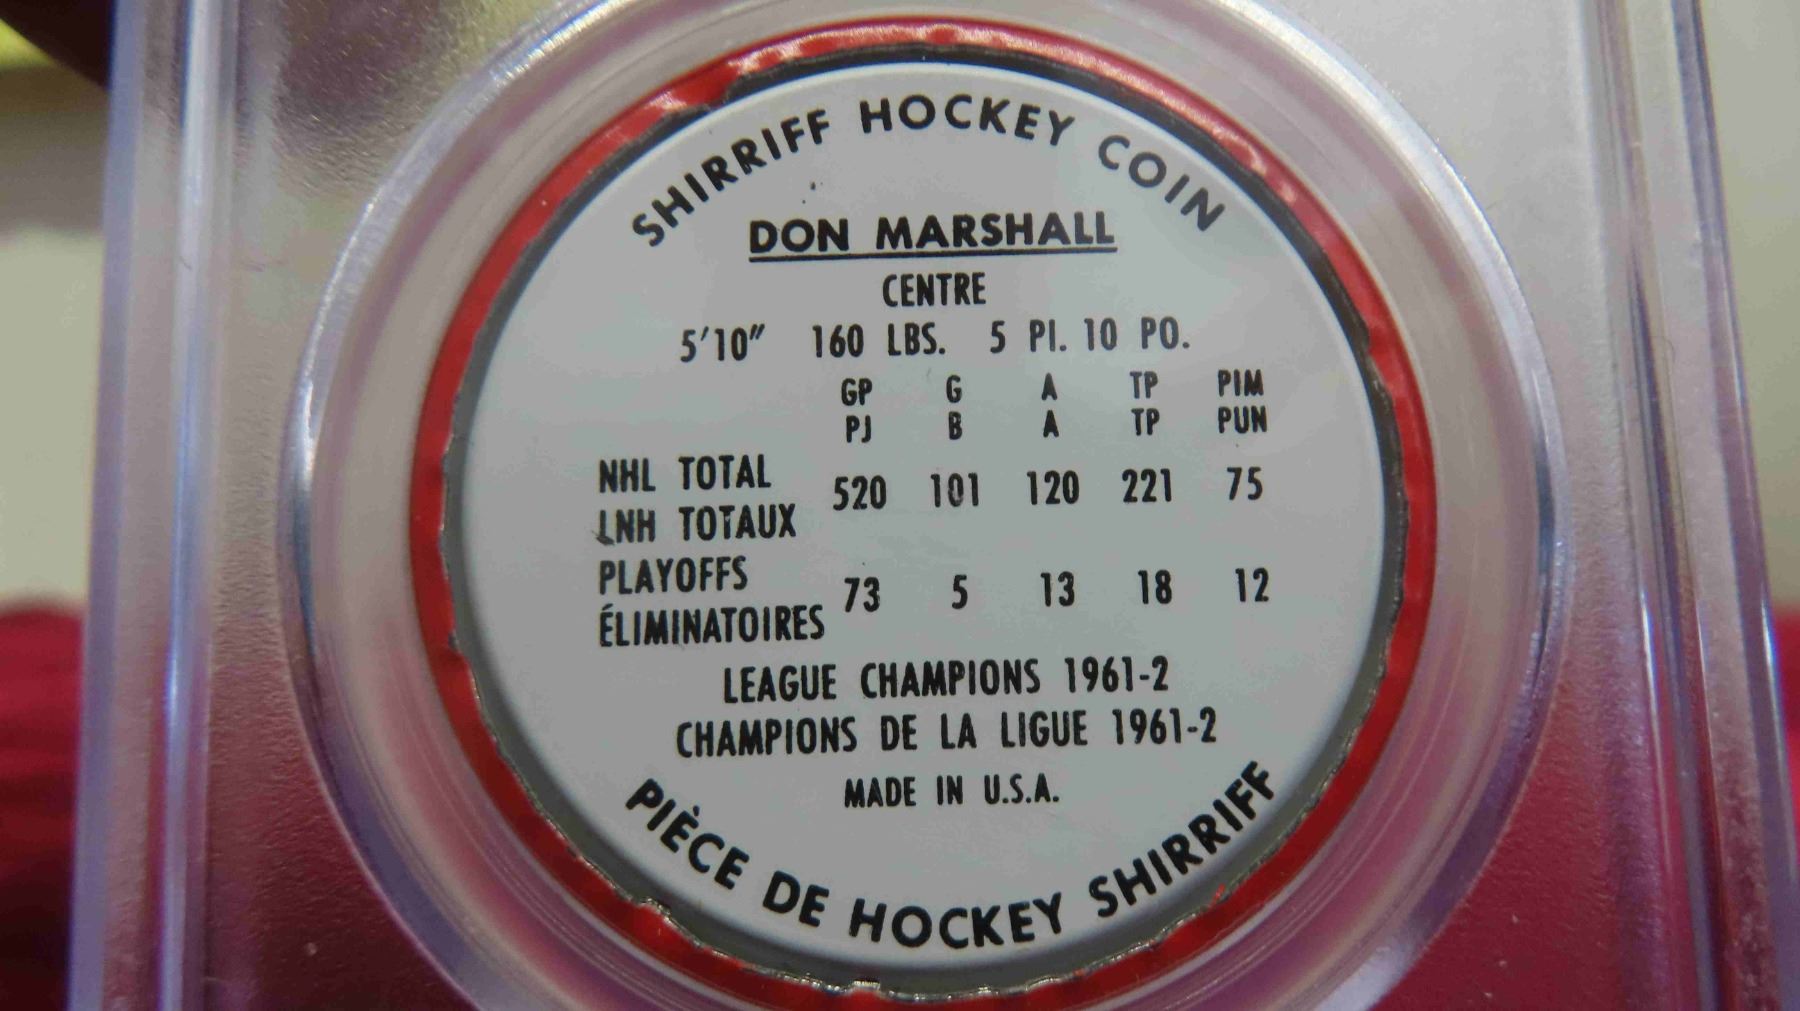 SHIRRIFF HOCKEY COIN
DON MARSHALL
CENTRE
5'10" 160 LBS. 5 PI. 10 PO.
GP G A TP PIM
PJ B A TP PUN
NHL TOTAL
LNH TOTAUX 520 101 120 221 75
PLAYOFFS
ÉLIMINATOIRES 73 5 13 18 12
LEAGUE CHAMPIONS 1961-2
CHAMPIONS DE LA LIGUE 1961-2
MADE IN U.S.A.
PIÈCE DE HOCKEY SHIRRIFF